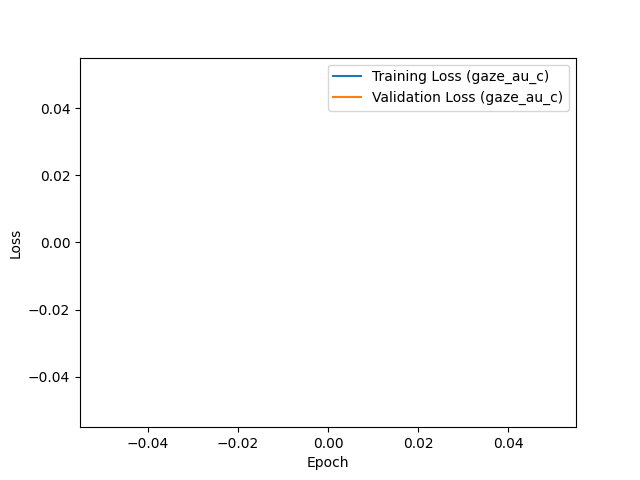 Training Loss (gaze_au_c)
Validation Loss (gaze_au_c)
0.04
0.02
0.00
−0.02
−0.04
Loss
−0.04 −0.02 0.00 0.02 0.04
Epoch